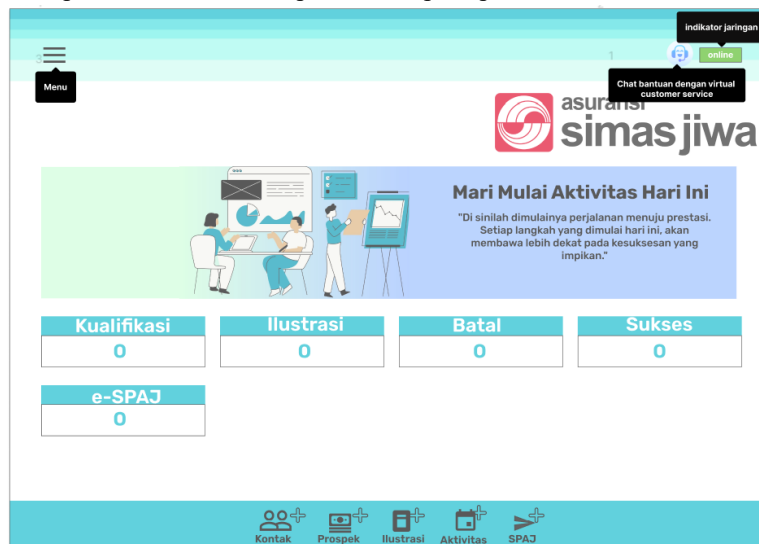 indikator jaringan
3
1
online
Menu
Chat bantuan dengan virtual
customer service
asuransi
simas jiwa
Mari Mulai Aktivitas Hari Ini
"Di sinilah dimulainya perjalanan menuju prestasi.
Setiap langkah yang dimulai hari ini, akan
membawa lebih dekat pada kesuksesan yang
impikan."
Kualifikasi
Ilustrasi
Batal
Sukses
0
0
0
0
e-SPAJ
0
Kontak
Prospek
Ilustrasi
Aktivitas
SPAJ